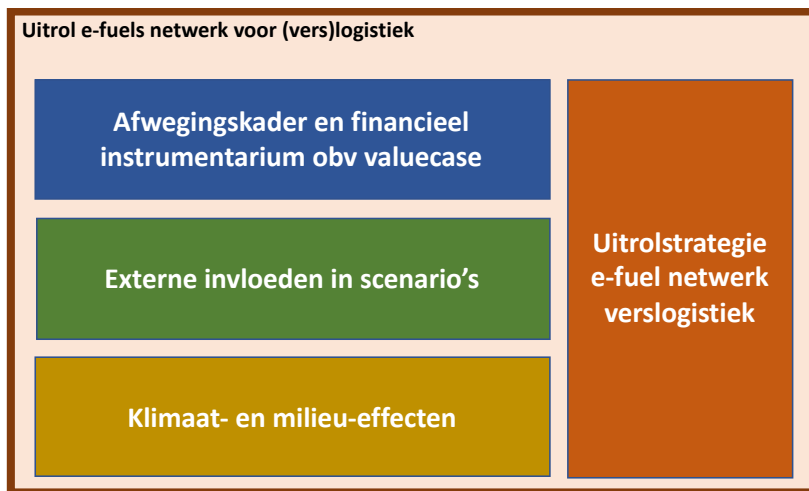 Uitrol e-fuels netwerk voor (vers)logistiek
Afwegingskader en financieel
instrumentarium obv valuecase
Externe invloeden in scenario's
Klimaat- en milieu-effecten
Uitrolstrategie
e-fuel netwerk
verslogistiek